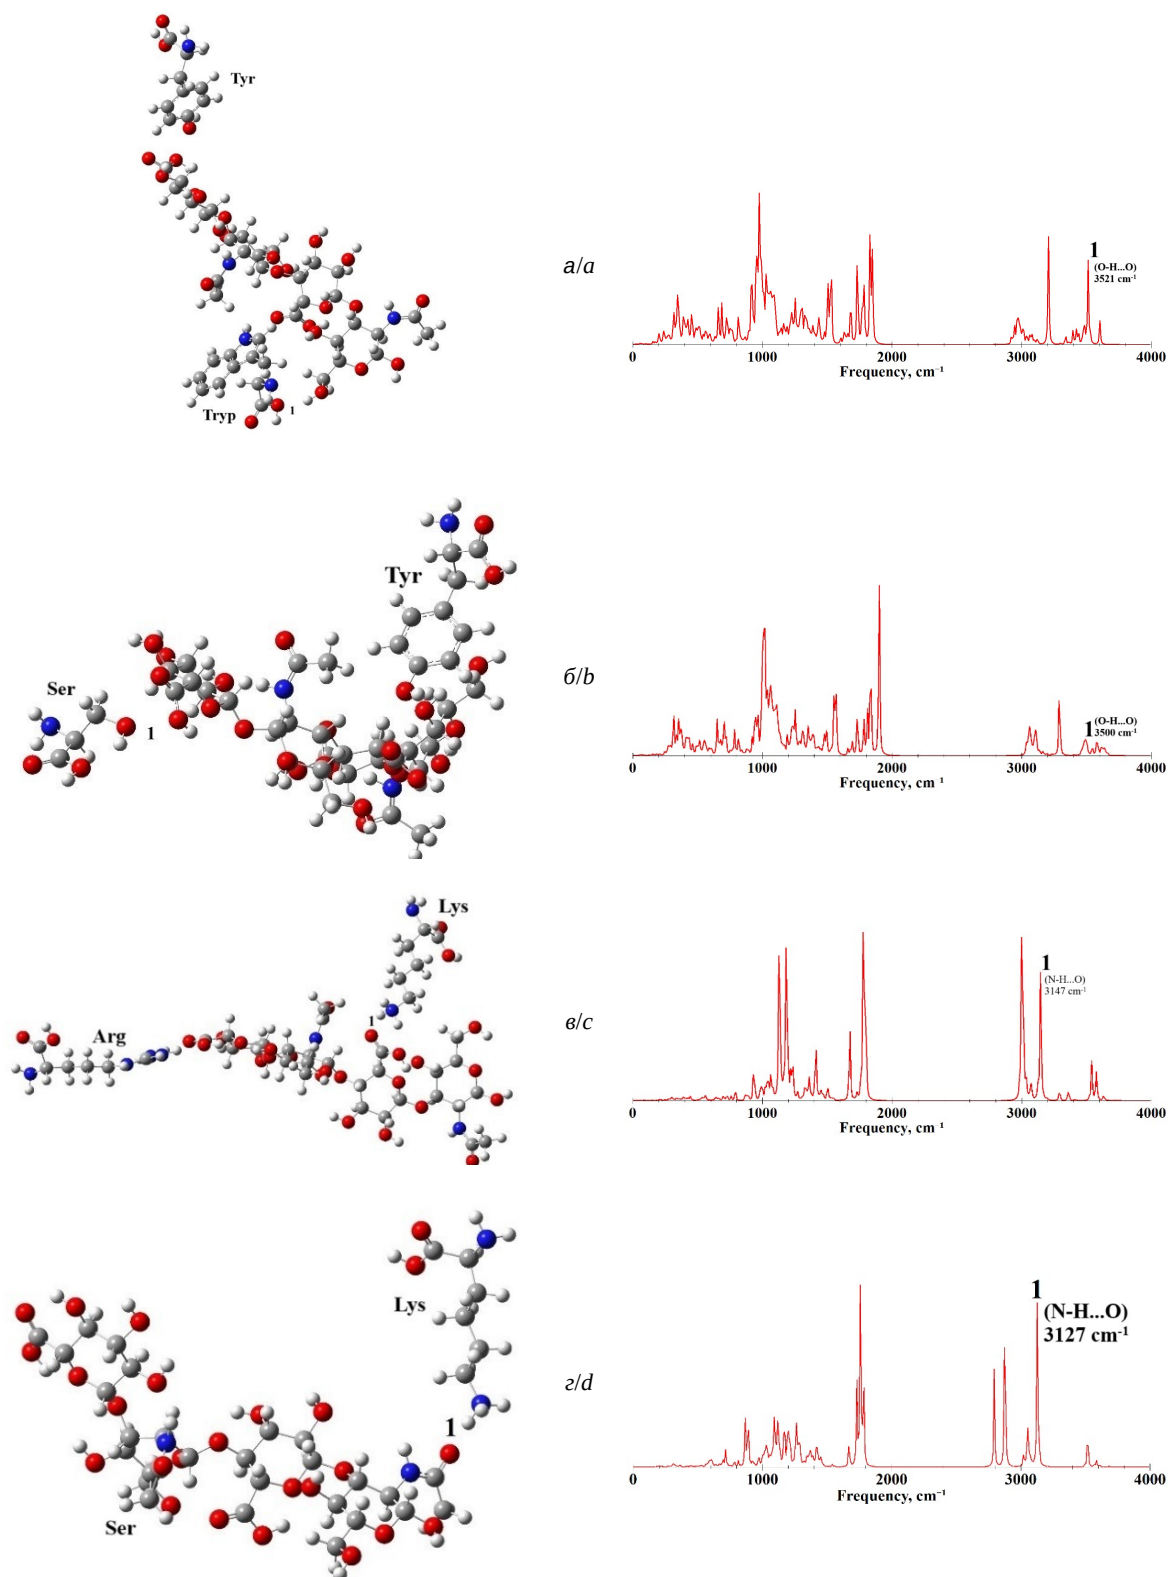 Tyr
а/a
1
(O-H...O)
3521 cm⁻¹
0 1000 2000 3000 4000
Frequency, cm⁻¹
Tryp
1
Tyr
Ser
1
б/b
1 (O-H...O)
3500 cm⁻¹
0 1000 2000 3000 4000
Frequency, cm⁻¹
Lys
Arg
1
в/c
1
(N-H...O)
3147 cm⁻¹
0 1000 2000 3000 4000
Frequency, cm⁻¹
Lys
1
Ser
г/d
1
(N-H...O)
3127 cm⁻¹
0 1000 2000 3000 4000
Frequency, cm⁻¹